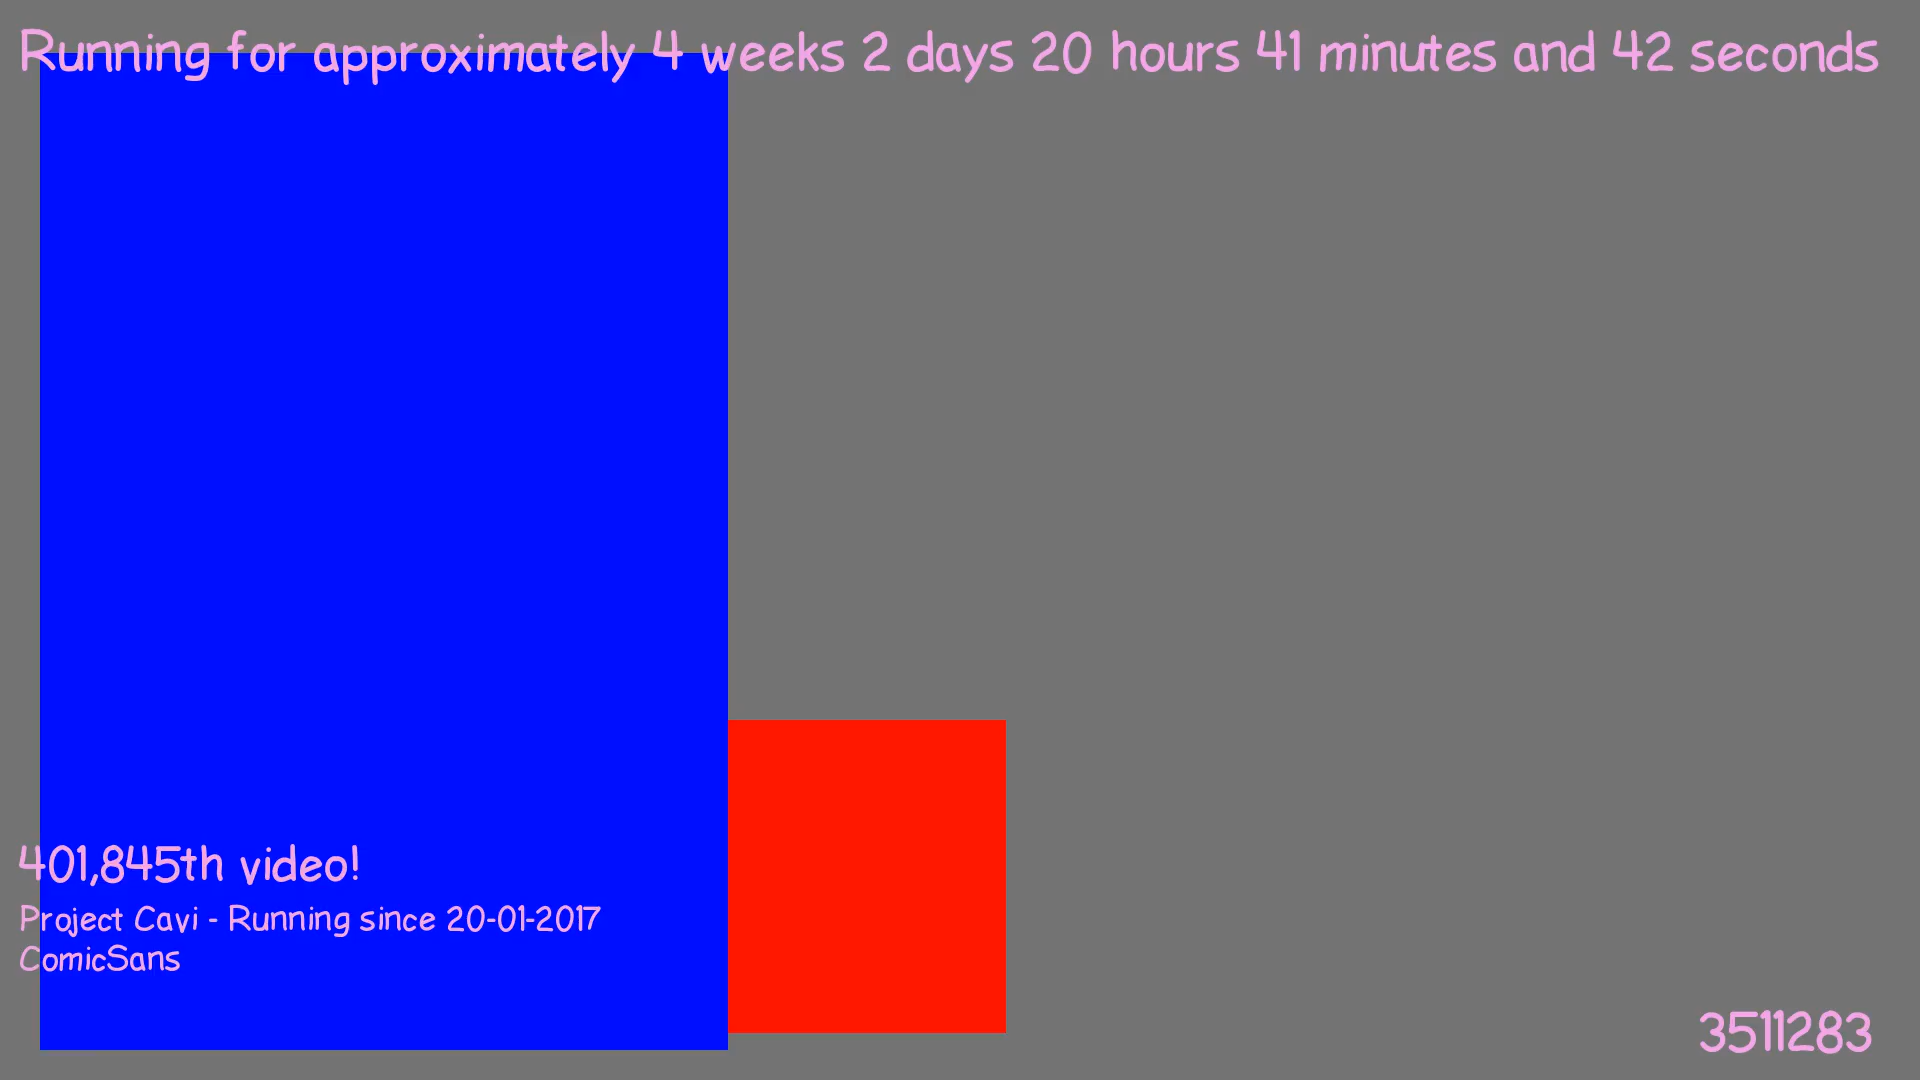 Running for approximately 4 weeks 2 days 20 hours 41 minutes and 42 seconds
401,845th video!
Project Cavi - Running since 20-01-2017
ComicSans
3511283